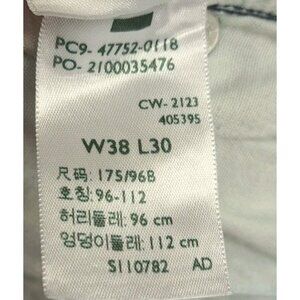 PC9- 47752-0118
PO- 2100035476
CW- 2123
405395
W38 L30
尺码: 175/96B
호칭: 96-112
허리둘레: 96 cm
엉덩이둘레: 112 cm
S110782 AD